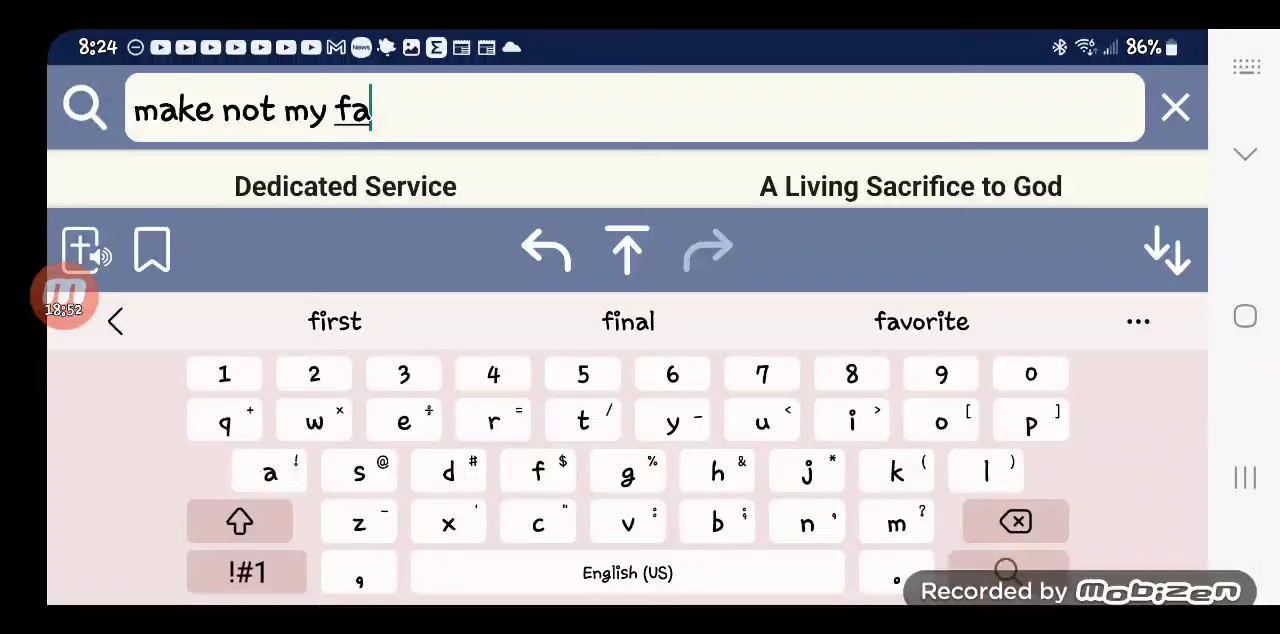 8:24 News 86%
make not my fa
Dedicated Service A Living Sacrifice to God
18:52
first final favorite ...
1 2 3 4 5 6 7 8 9 0
q + w × e ÷ r = t / y - u < i > o [ p ]
a ! s @ d # f $ g % h & j * k ( l )
z - x ' c " v : b ; n , m ?
!#1 , English (US) .
Recorded by mobizen